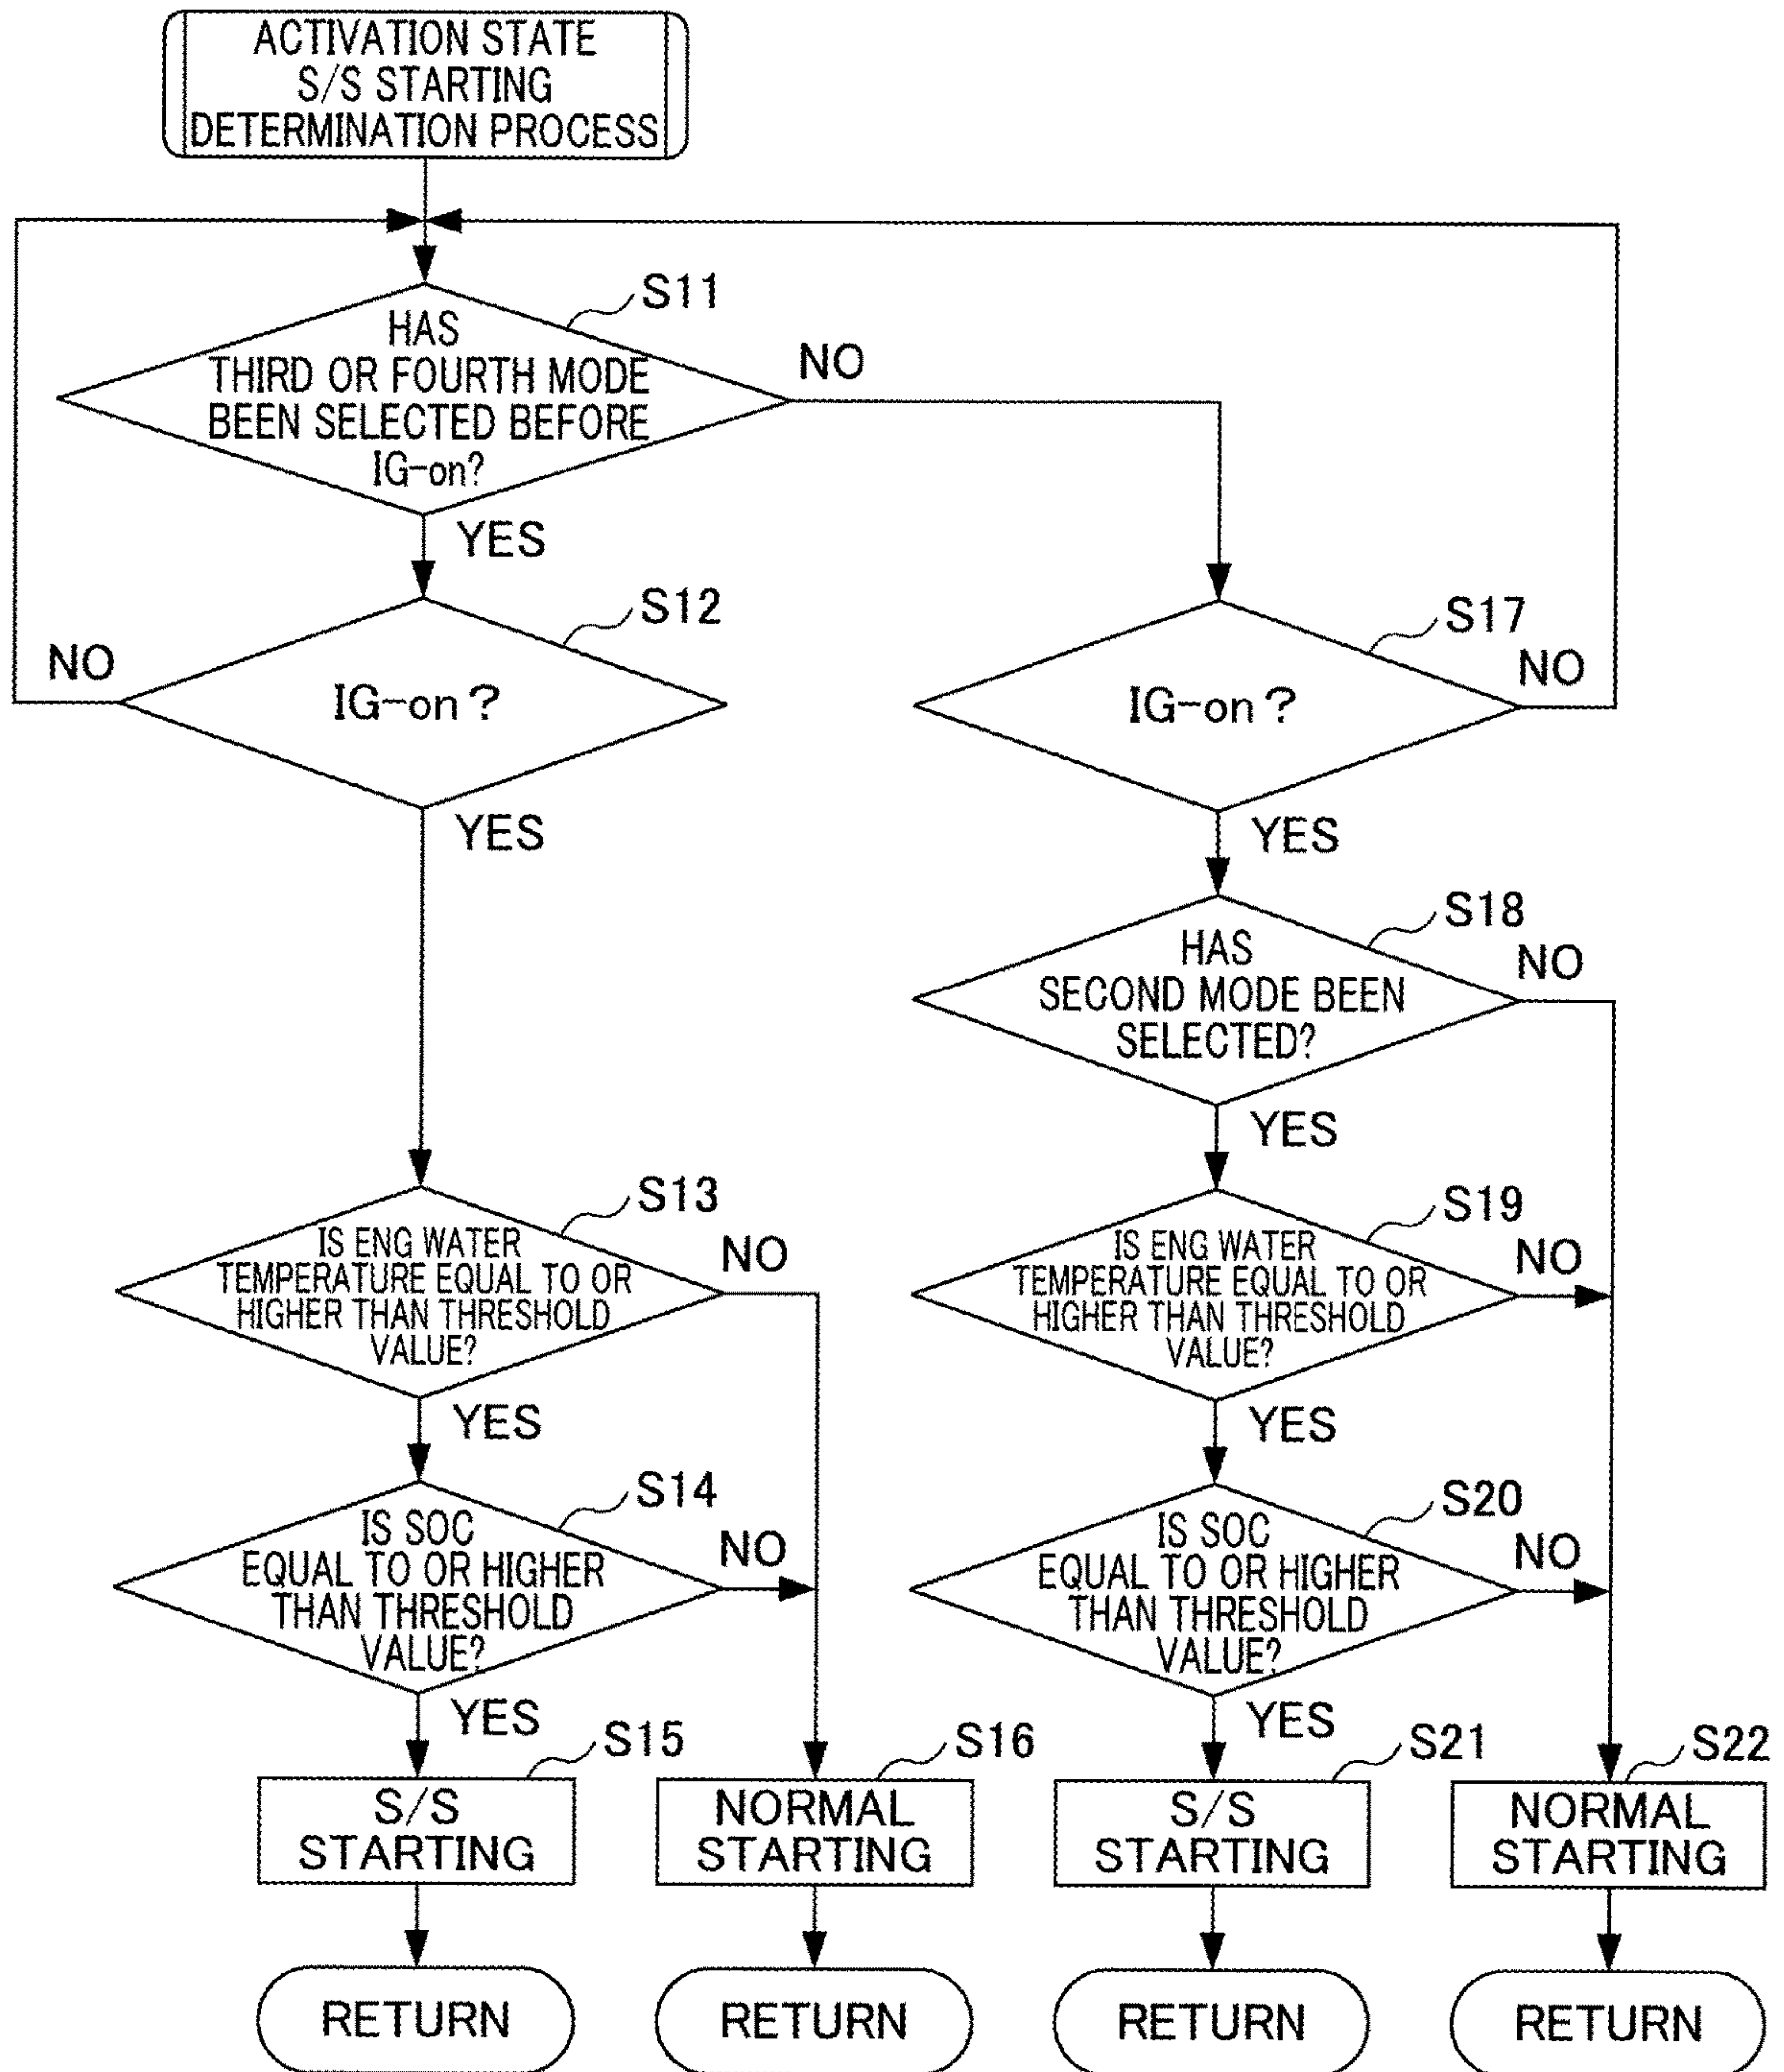 ACTIVATION STATE
S/S STARTING
DETERMINATION PROCESS
S11
HAS
THIRD OR FOURTH MODE
BEEN SELECTED BEFORE
IG-on?
NO
YES
S12
IG-on?
NO
YES
S17
IG-on?
NO
YES
S18
HAS
SECOND MODE BEEN
SELECTED?
NO
YES
S13
IS ENG WATER
TEMPERATURE EQUAL TO OR
HIGHER THAN THRESHOLD
VALUE?
NO
YES
S19
IS ENG WATER
TEMPERATURE EQUAL TO OR
HIGHER THAN THRESHOLD
VALUE?
NO
YES
S14
IS SOC
EQUAL TO OR HIGHER
THAN THRESHOLD
VALUE?
NO
YES
S20
IS SOC
EQUAL TO OR HIGHER
THAN THRESHOLD
VALUE?
NO
YES
S15
S/S
STARTING
S16
NORMAL
STARTING
S21
S/S
STARTING
S22
NORMAL
STARTING
RETURN
RETURN
RETURN
RETURN